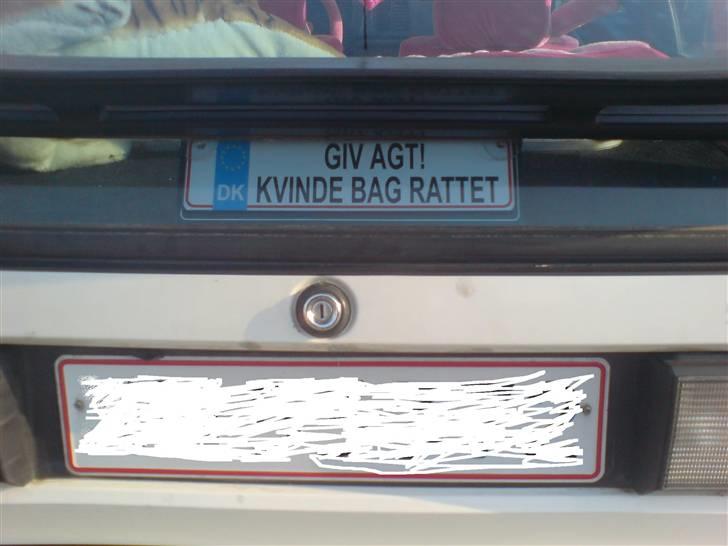 GIV AGT!
DK KVINDE BAG RATTET